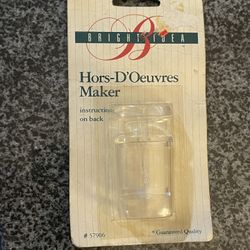 BRIGHT IDEA
B
Hors-D'Oeuvres
Maker
instructions
on back
# 57906
* Guaranteed Quality